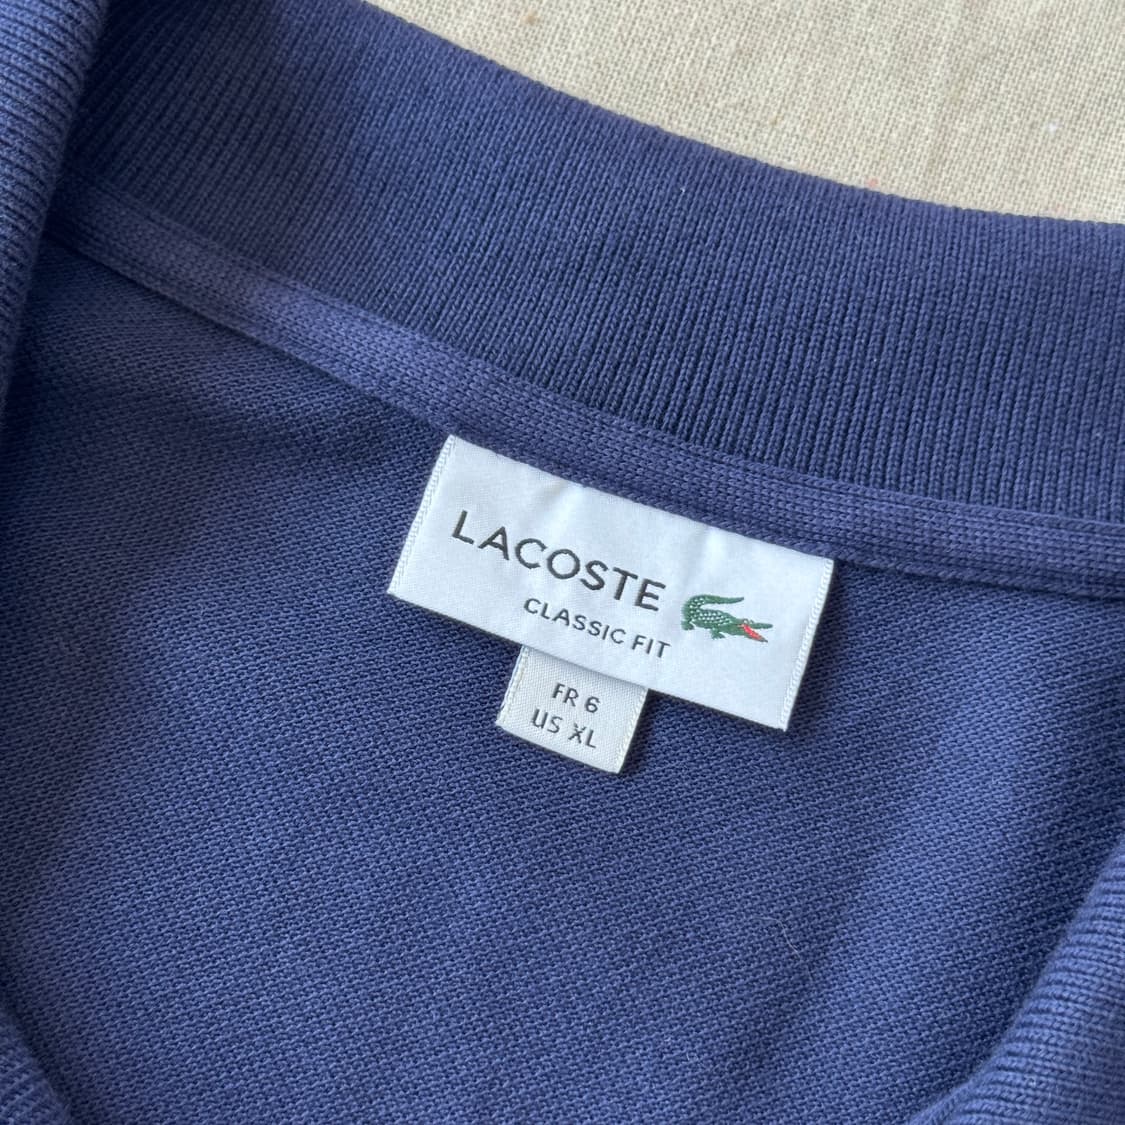 LACOSTE
CLASSIC FIT
FR 6
US XL